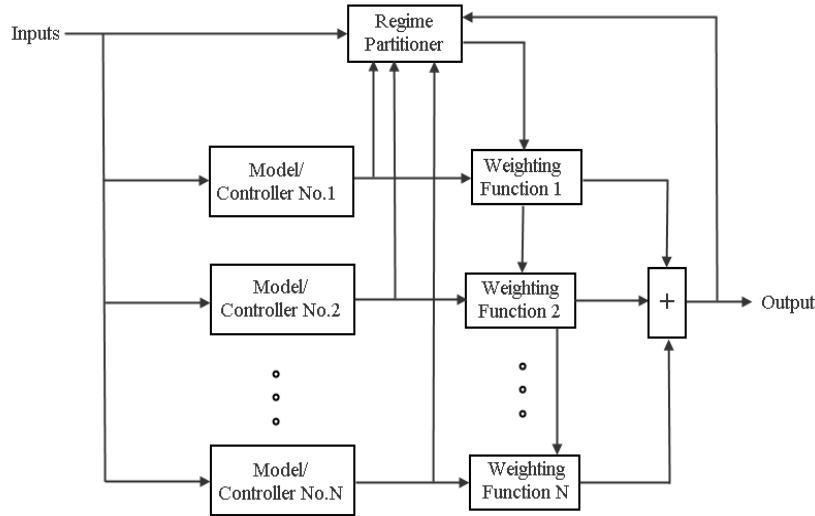 Regime
Partitioner
Inputs
Model/
Controller No.1
Weighting
Function 1
Model/
Controller No.2
Weighting
Function 2
+
Output
Model/
Controller No.N
Weighting
Function N